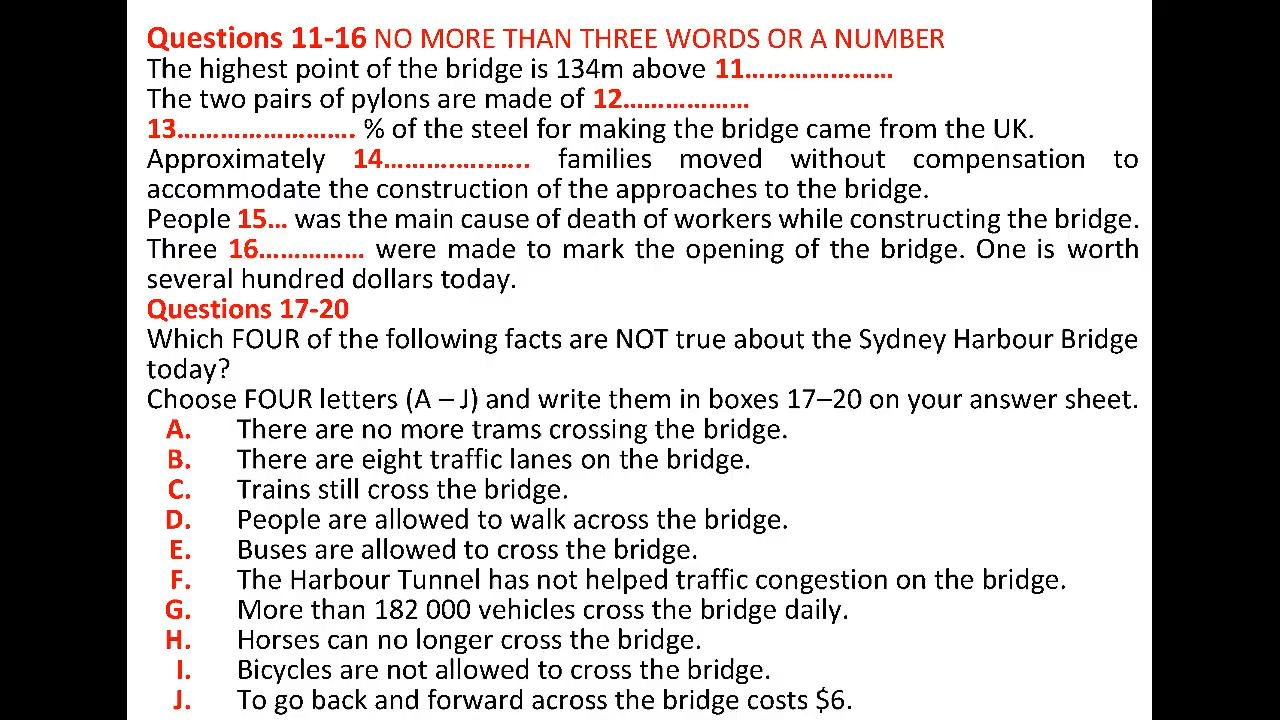 Questions 11-16 NO MORE THAN THREE WORDS OR A NUMBER
The highest point of the bridge is 134m above 11…………………
The two pairs of pylons are made of 12………………
13……………………. % of the steel for making the bridge came from the UK.
Approximately 14……….…..….. families moved without compensation to
accommodate the construction of the approaches to the bridge.
People 15… was the main cause of death of workers while constructing the bridge.
Three 16…………… were made to mark the opening of the bridge. One is worth
several hundred dollars today.
Questions 17-20
Which FOUR of the following facts are NOT true about the Sydney Harbour Bridge
today?
Choose FOUR letters (A – J) and write them in boxes 17–20 on your answer sheet.
A. There are no more trams crossing the bridge.
B. There are eight traffic lanes on the bridge.
C. Trains still cross the bridge.
D. People are allowed to walk across the bridge.
E. Buses are allowed to cross the bridge.
F. The Harbour Tunnel has not helped traffic congestion on the bridge.
G. More than 182 000 vehicles cross the bridge daily.
H. Horses can no longer cross the bridge.
I. Bicycles are not allowed to cross the bridge.
J. To go back and forward across the bridge costs $6.